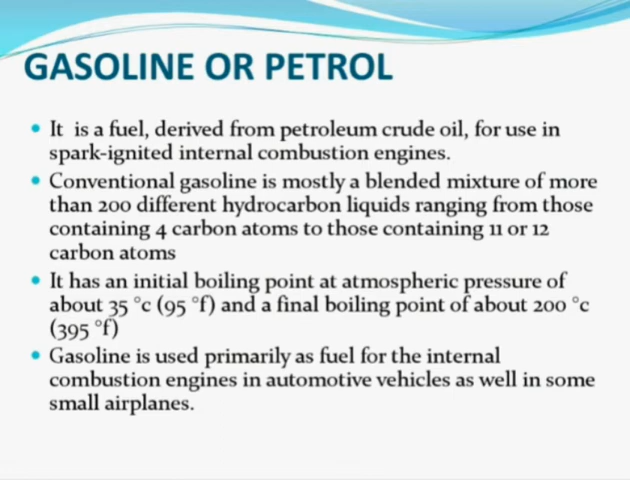 GASOLINE OR PETROL
• It is a fuel, derived from petroleum crude oil, for use in
spark-ignited internal combustion engines.
• Conventional gasoline is mostly a blended mixture of more
than 200 different hydrocarbon liquids ranging from those
containing 4 carbon atoms to those containing 11 or 12
carbon atoms
• It has an initial boiling point at atmospheric pressure of
about 35 °c (95 °f) and a final boiling point of about 200 °c
(395 °f)
• Gasoline is used primarily as fuel for the internal
combustion engines in automotive vehicles as well in some
small airplanes.